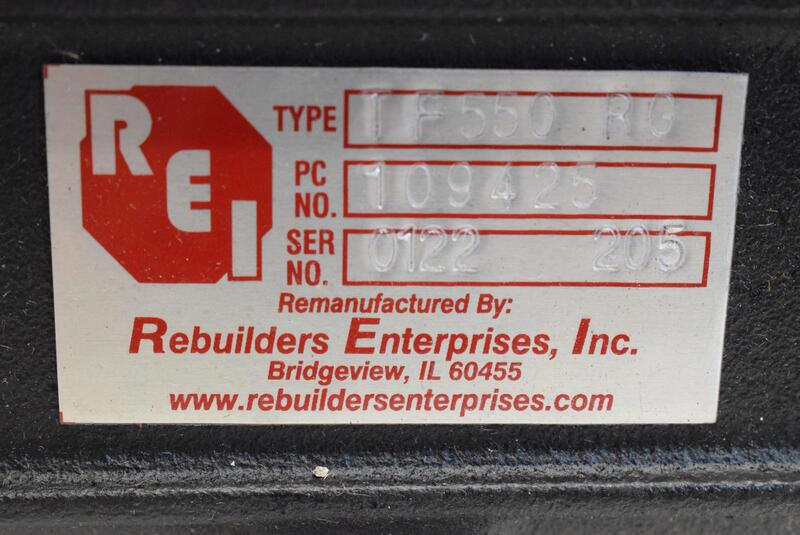 REI
TYPE TF550 RG
PC NO. 109425
SER NO. 0122 205
Remanufactured By:
Rebuilders Enterprises, Inc.
Bridgeview, IL 60455
www.rebuildersenterprises.com